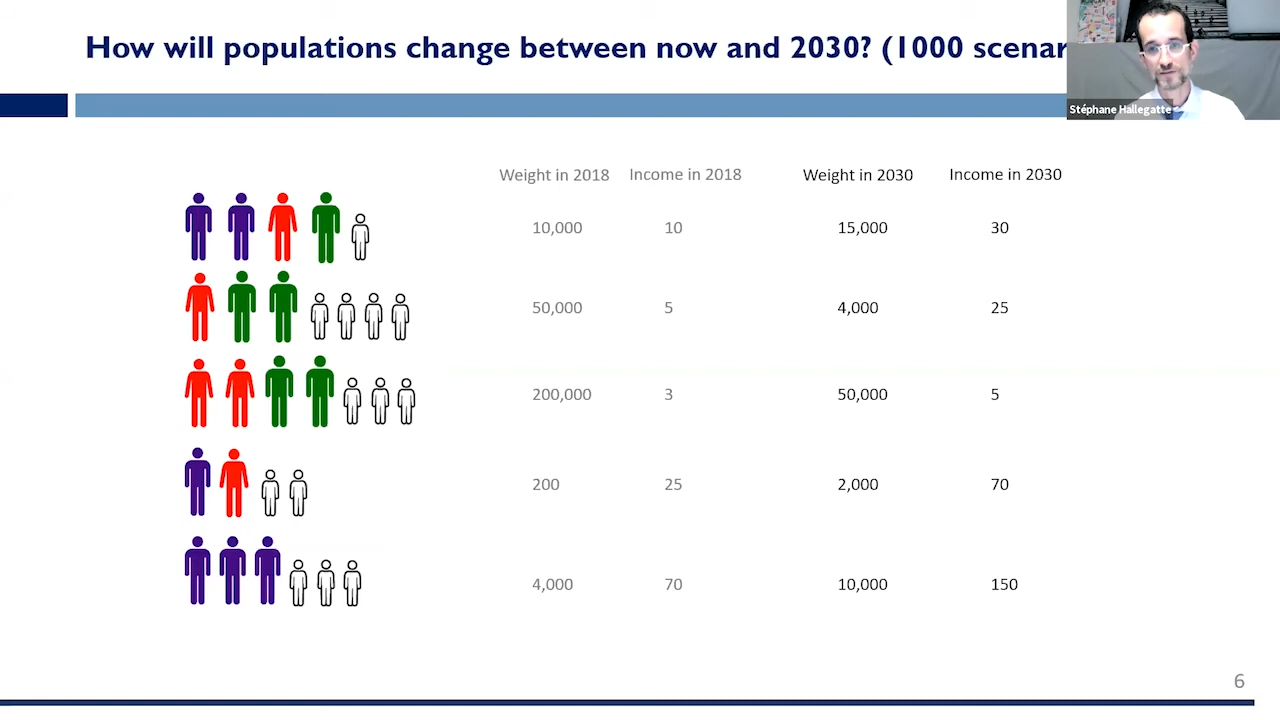 How will populations change between now and 2030? (1000 scenar
Stéphane Hallegatte
Weight in 2018 Income in 2018 Weight in 2030 Income in 2030
10,000 10 15,000 30
50,000 5 4,000 25
200,000 3 50,000 5
200 25 2,000 70
4,000 70 10,000 150
6